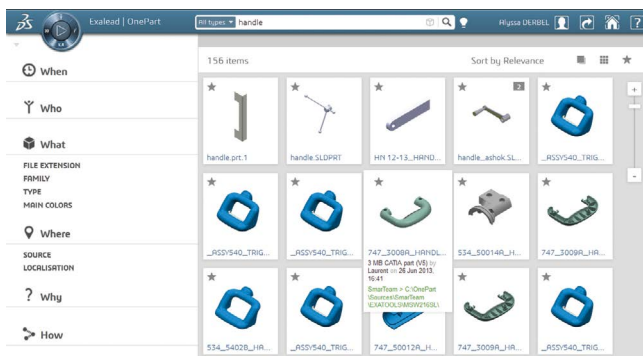 Exalead | OnePart
All types
handle
Alyssa DERBEL
?
When
Who
What
FILE EXTENSION
FAMILY
TYPE
MAIN COLORS
Where
SOURCE
LOCALISATION
? Why
How
156 items
Sort by Relevance
handle.prt.1
handle.SLDPRT
HN 12-13_HAND...
2
handle_ashok.SL...
_ASSY540_TRIG...
_ASSY540_TRIG...
_ASSY540_TRIG...
747_3008A_HANDL...
3 MB CATIA part (V5) by
Laurent on 26 Jun 2013,
16:41
SmarTeam > C:\OnePart
\Sources\SmarTeam
\EXATOOLS\MSW216SL\
534_50014A_H...
747_3009A_HA...
534_5402B_HA...
_ASSY540_TRIG...
747_50012A_H...
747_3009A_HA...
_ASSY540_TRIG...
+
-